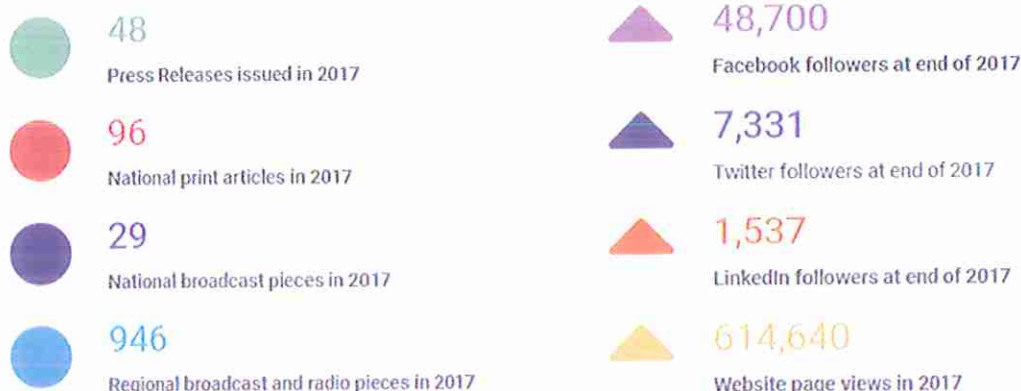 48
Press Releases issued in 2017
96
National print articles in 2017
29
National broadcast pieces in 2017
946
Regional broadcast and radio pieces in 2017
48,700
Facebook followers at end of 2017
7,331
Twitter followers at end of 2017
1,537
LinkedIn followers at end of 2017
614,640
Website page views in 2017